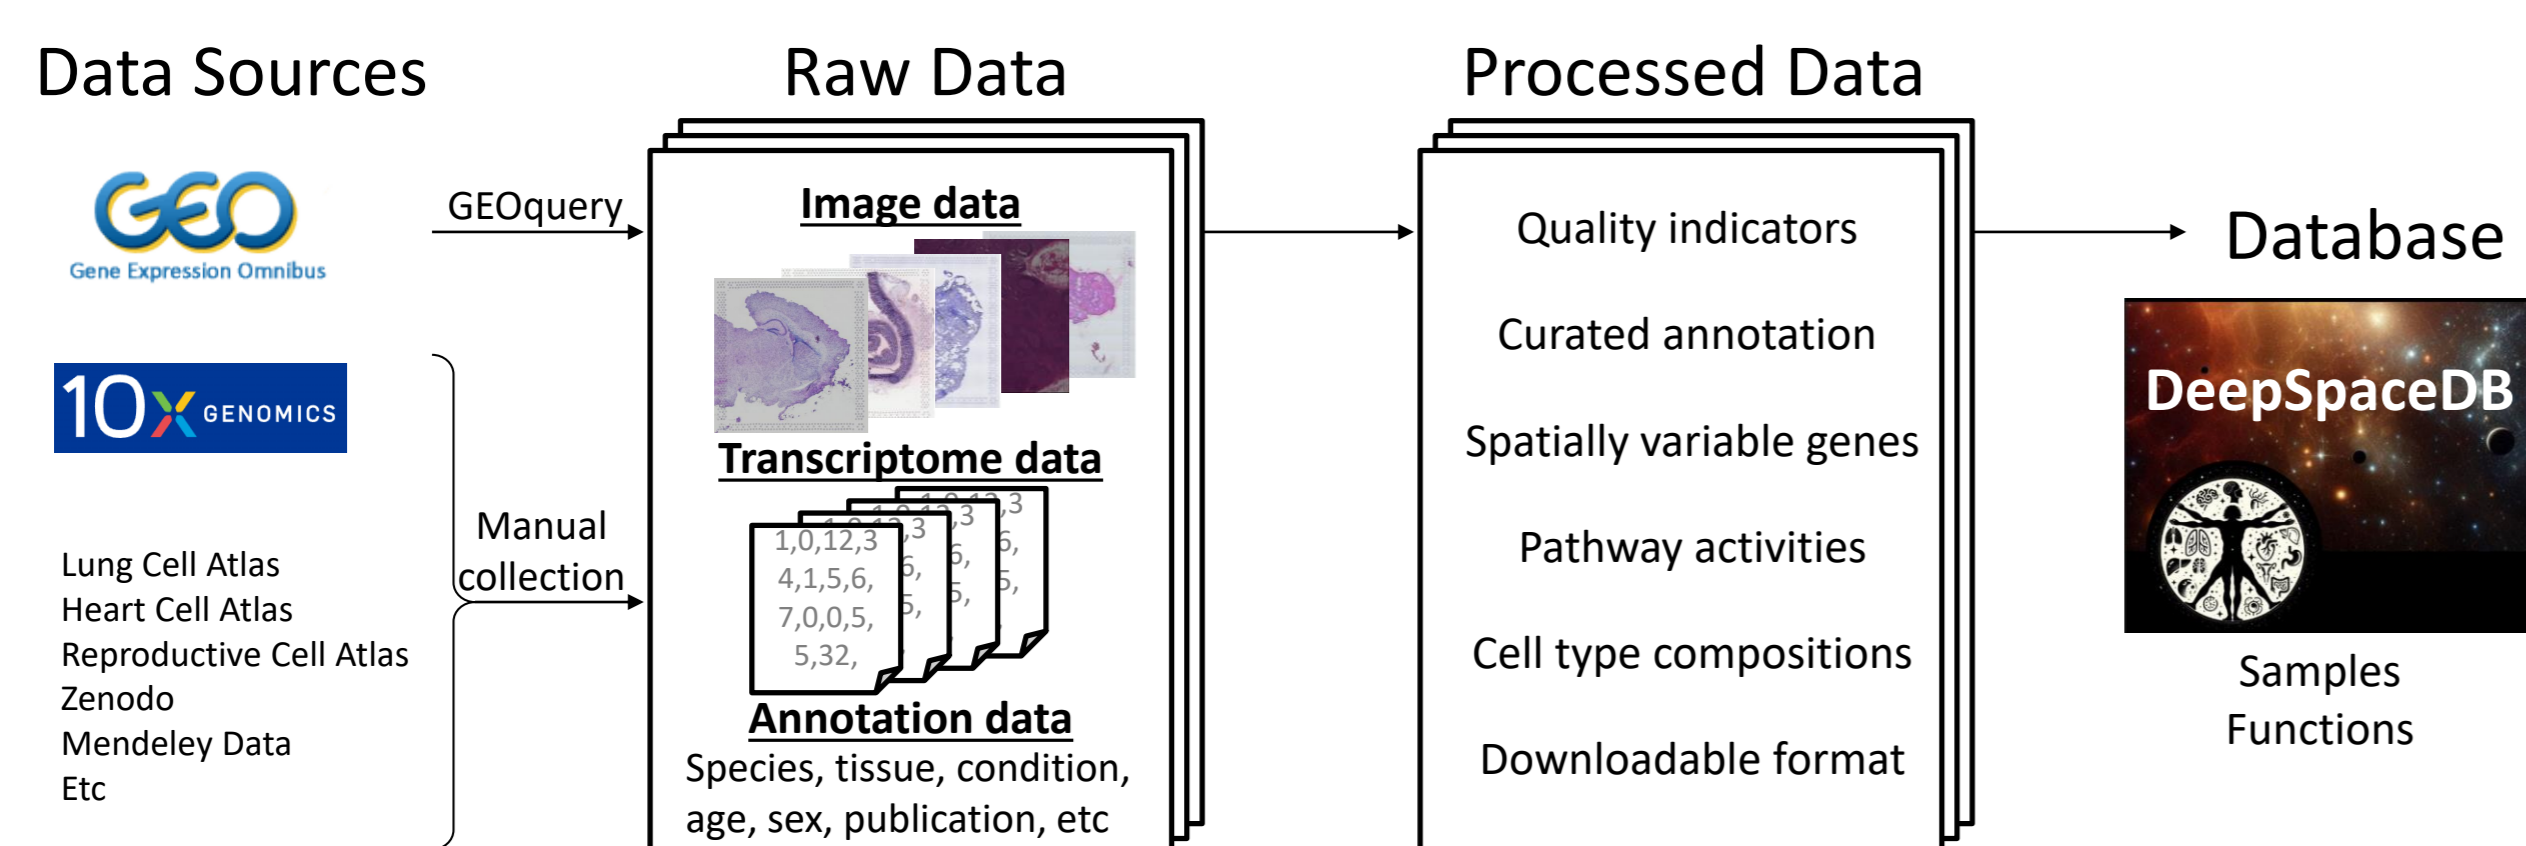 Data Sources
GEO
Gene Expression Omnibus
10X GENOMICS
Lung Cell Atlas
Heart Cell Atlas
Reproductive Cell Atlas
Zenodo
Mendeley Data
Etc
GEOquery
Manual
collection
Raw Data
Image data
Transcriptome data
1,0,12,3
4,1,5,6,
7,0,0,5,
5,32,
Annotation data
Species, tissue, condition,
age, sex, publication, etc
Processed Data
Quality indicators
Curated annotation
Spatially variable genes
Pathway activities
Cell type compositions
Downloadable format
Database
DeepSpaceDB
Samples
Functions